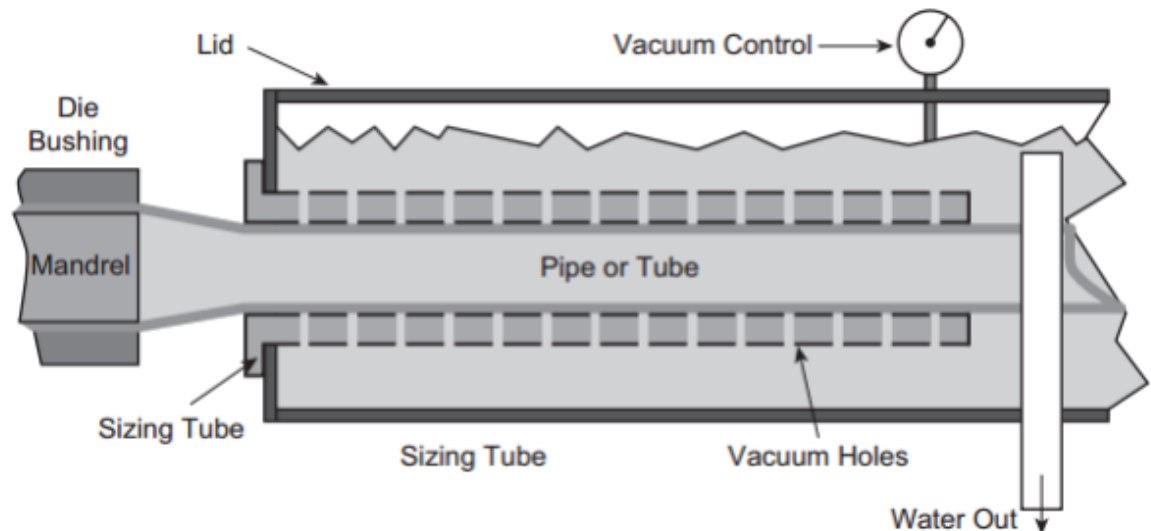 Lid
Vacuum Control
Die
Bushing
Mandrel
Pipe or Tube
Sizing Tube
Sizing Tube
Vacuum Holes
Water Out